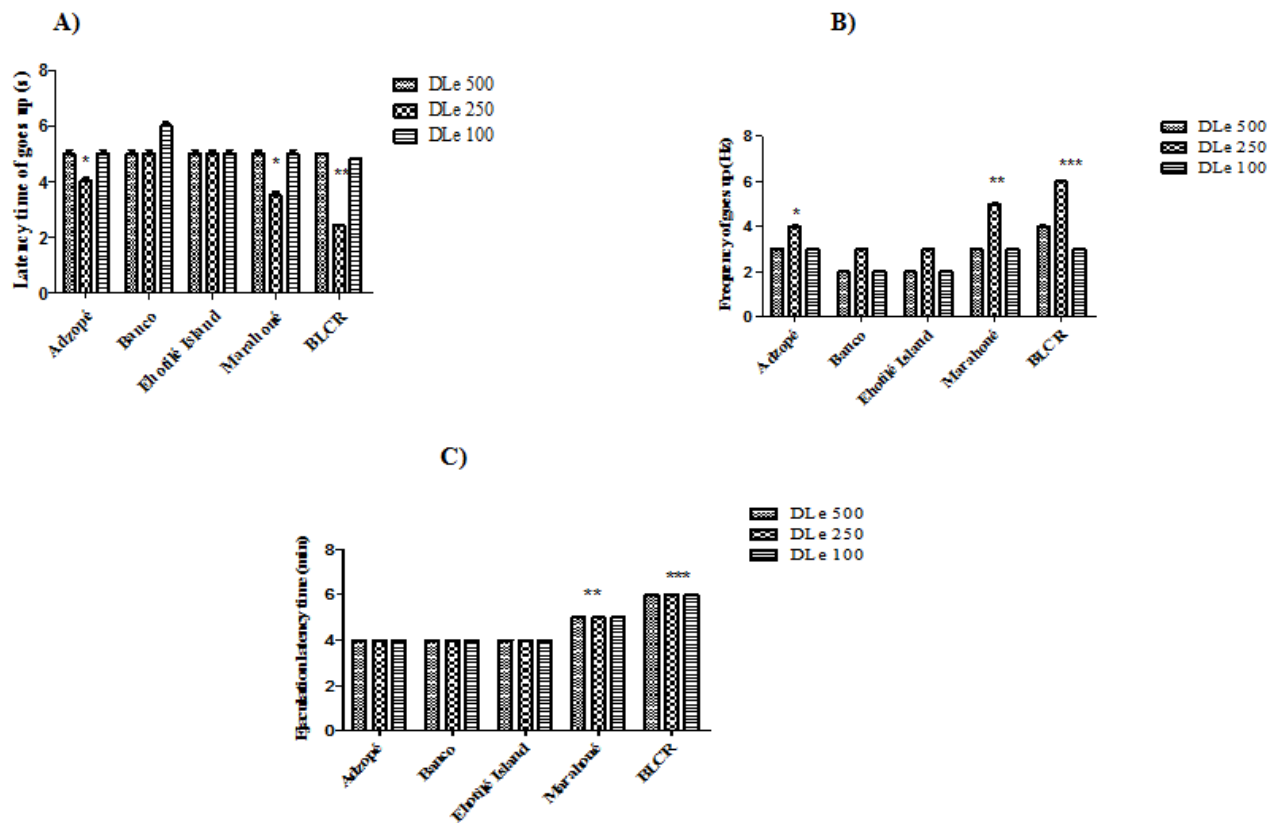 A)
Latency time of goes up (s)
8
6
4
2
0
*
*
**
Adzopé
Banco
Ehotilé Island
Marahoué
BLCR
DLe 500
DLe 250
DLe 100
B)
Frequency of goes up (Hz)
8
6
4
2
0
*
**
***
Adzopé
Banco
Ehotilé Island
Marahoué
BLCR
DLe 500
DLe 250
DLe 100
C)
Ejaculation latency time (min)
8
6
4
2
0
**
***
Adzopé
Banco
Ehotilé Island
Marahoué
BLCR
DLe 500
DLe 250
DLe 100